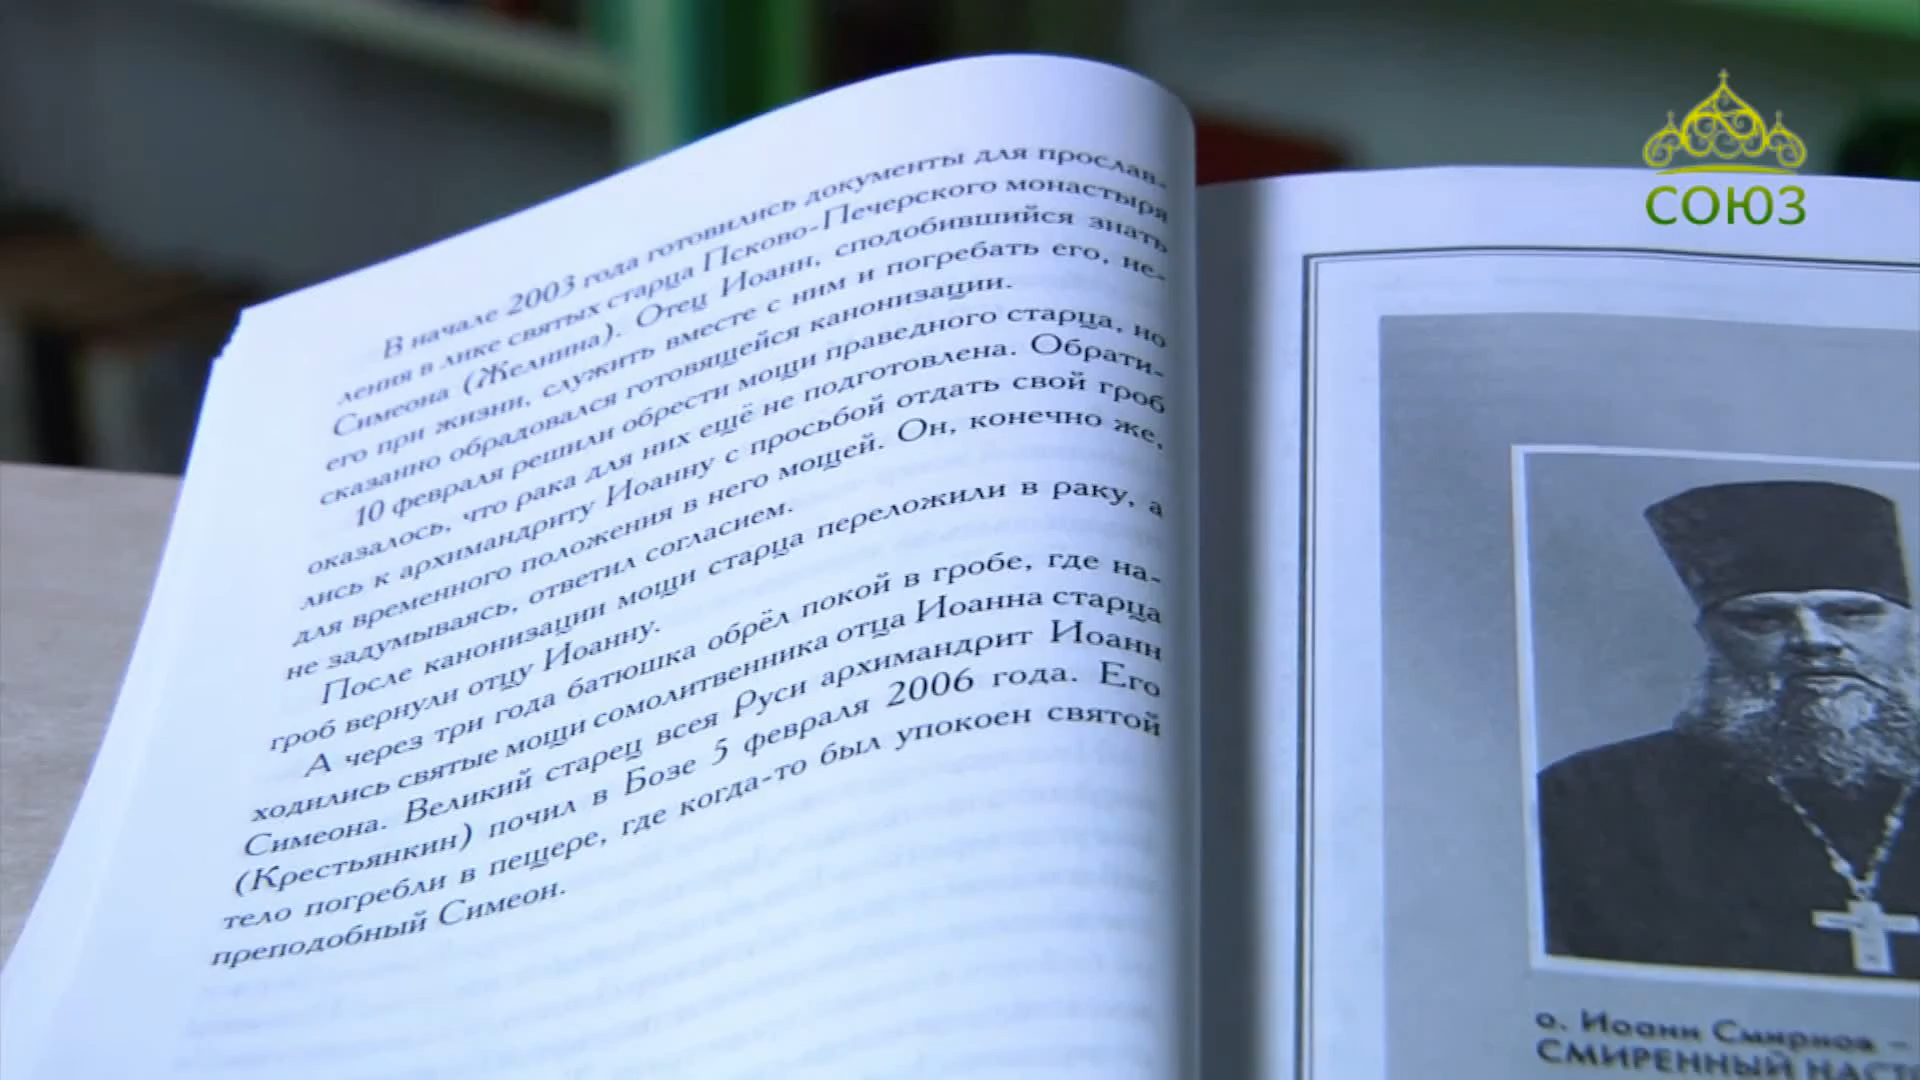 В начале 2003 года готовились документы для прослав-
ления в лике святых старца Псково-Печерского монастыря
Симеона (Желнина). Отец Иоанн, сподобившийся знать
его при жизни, служить вместе с ним и погребать его, не-
сказанно обрадовался готовящейся канонизации.
10 февраля решили обрести мощи праведного старца, но
оказалось, что рака для них ещё не подготовлена. Обрати-
лись к архимандриту Иоанну с просьбой отдать свой гроб
для временного положения в него мощей. Он, конечно же,
не задумываясь, ответил согласием.
После канонизации мощи старца переложили в раку, а
гроб вернули отцу Иоанну.
А через три года батюшка обрёл покой в гробе, где на-
ходились святые мощи сомолитвенника отца Иоанна старца
Симеона. Великий старец всея Руси архимандрит Иоанн
(Крестьянкин) почил в Бозе 5 февраля 2006 года. Его
тело погребли в пещере, где когда-то был упокоен святой
преподобный Симеон.
СОЮЗ
о. Иоанн Смирнов –
СМИРЕННЫЙ НАСТ